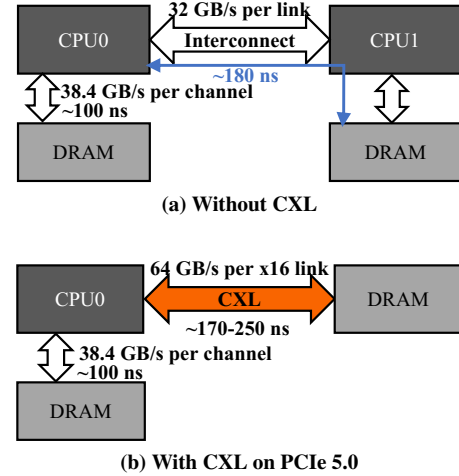 32 GB/s per link
CPU0
Interconnect
CPU1
~180 ns
38.4 GB/s per channel
~100 ns
DRAM
DRAM
(a) Without CXL
64 GB/s per x16 link
CPU0
CXL
DRAM
~170-250 ns
38.4 GB/s per channel
~100 ns
DRAM
(b) With CXL on PCIe 5.0